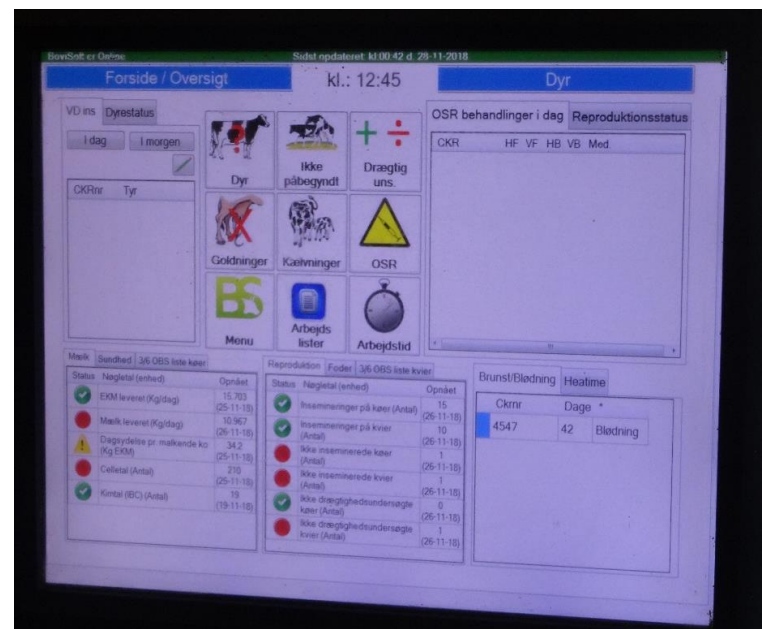 BoviSoft er Online
Sidst opdateret: kl:00:42 d. 28-11-2018
Forside / Oversigt
kl.: 12:45
Dyr
VD ins
Dyrestatus
I dag
I morgen
CKRnr
Tyr
Dyr
Ikke påbegyndt
Drægtig uns.
Goldninger
Kælvninger
OSR
BS
Menu
Arbejds lister
Arbejdstid
OSR behandlinger i dag
Reproduktionsstatus
CKR HF VF HB VB Med.
Mælk
Sundhed
3/6 OBS liste køer
Status Nøgletal (enhed) Opnået
EKM leveret (Kg/dag) 15.703
(25-11-18)
Mælk leveret (Kg/dag) 10.967
(26-11-18)
Dagsydelse pr. malkende ko 34,2
(Kg EKM) (25-11-18)
Celletal (Antal) 210
(25-11-18)
Kimtal (IBC) (Antal) 19
(19-11-18)
Reproduktion
Foder
3/6 OBS liste kvier
Status Nøgletal (enhed) Opnået
Insemineringer på køer (Antal) 15
(26-11-18)
Insemineringer på kvier 10
(Antal) (26-11-18)
Ikke inseminerede køer 1
(Antal) (26-11-18)
Ikke inseminerede kvier 1
(Antal) (26-11-18)
Ikke drægtighedsundersøgte 0
køer (Antal) (26-11-18)
Ikke drægtighedsundersøgte 1
kvier (Antal) (26-11-18)
Brunst/Blødning
Heatime
Ckrnr Dage
4547 42 Blødning